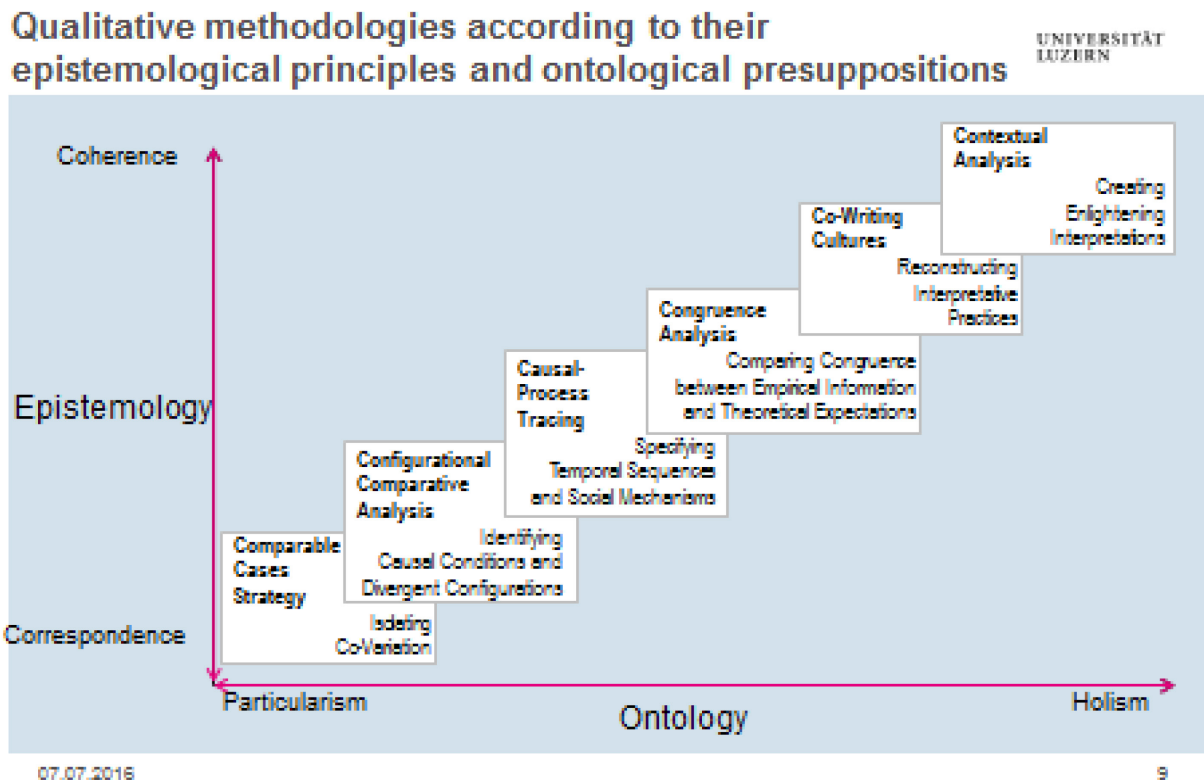 Qualitative methodologies according to their
epistemological principles and ontological presuppositions
UNIVERSITÄT
LUZERN
Coherence
Epistemology
Correspondence
Contextual
Analysis
Creating
Enlightening
Interpretations
Co-Writing
Cultures
Reconstructing
Interpretative
Practices
Congruence
Analysis
Comparing Congruence
between Empirical Information
and Theoretical Expectations
Causal-
Process
Tracing
Specifying
Temporal Sequences
and Social Mechanisms
Configurational
Comparative
Analysis
Identifying
Causal Conditions and
Divergent Configurations
Comparable
Cases
Strategy
Isolating
Co-Variation
Particularism
Ontology
Holism
07.07.2016
9